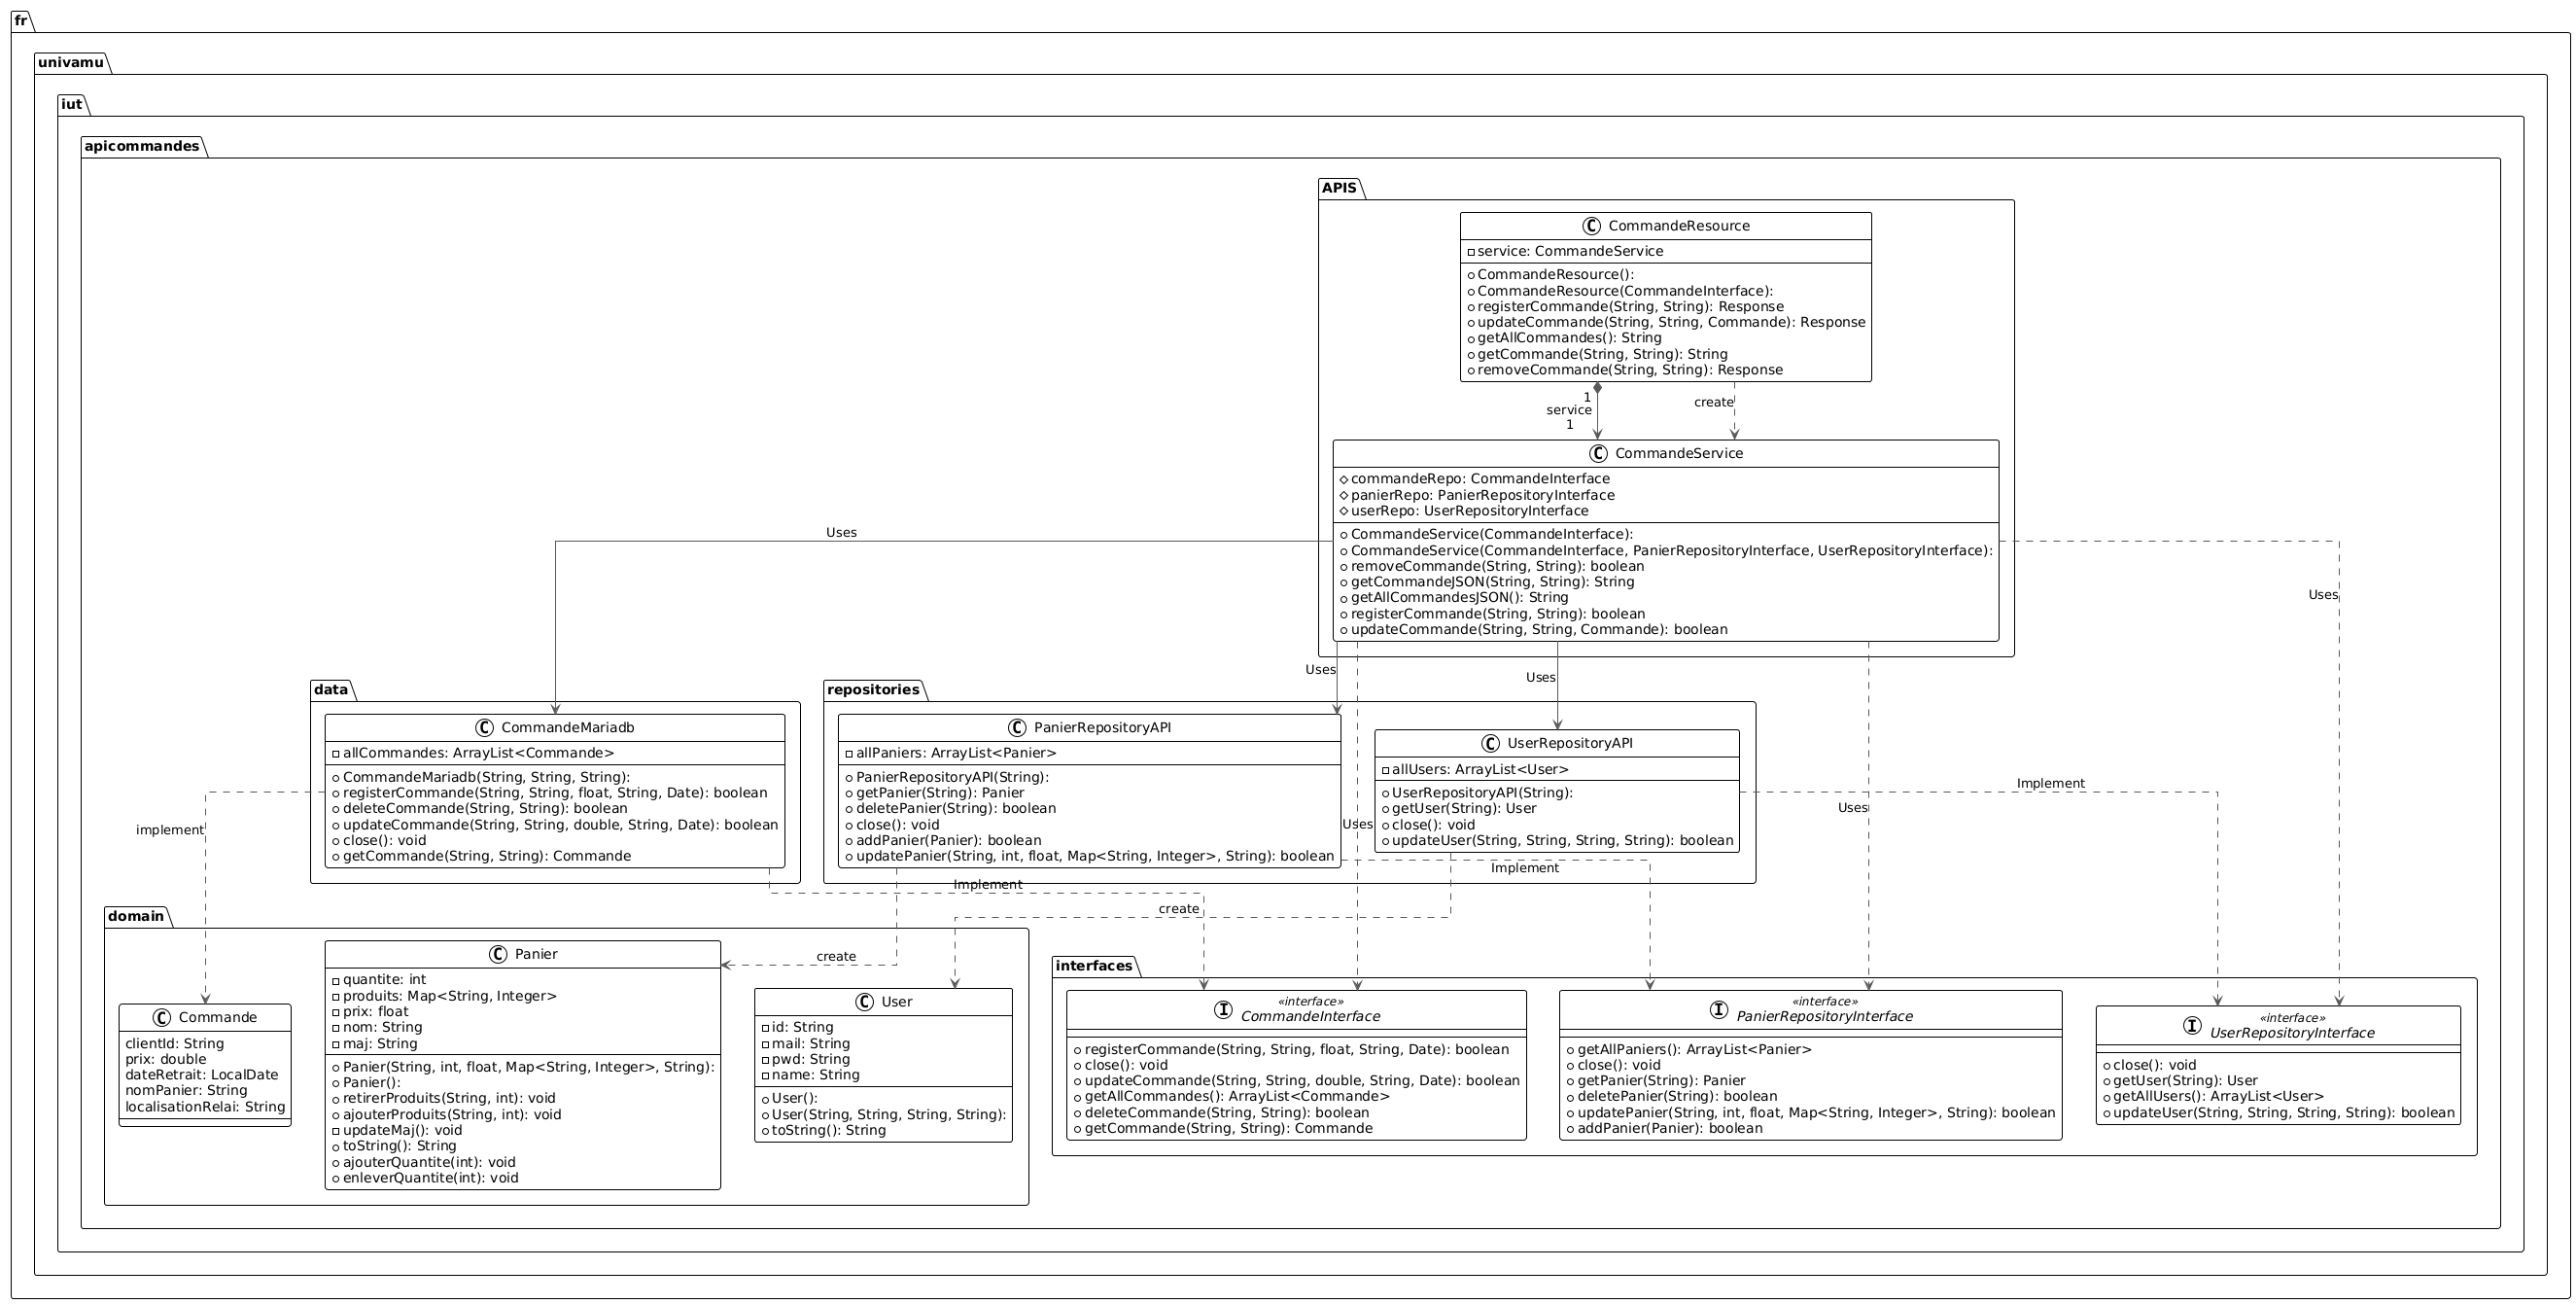 fr
univamu
iut
apicommandes
APIS
CommandeResource
service: CommandeService
CommandeResource():
CommandeResource(CommandeInterface):
registerCommande(String, String): Response
updateCommande(String, String, Commande): Response
getAllCommandes(): String
getCommande(String, String): String
removeCommande(String, String): Response
1
service
1
create
CommandeService
commandeRepo: CommandeInterface
panierRepo: PanierRepositoryInterface
userRepo: UserRepositoryInterface
CommandeService(CommandeInterface):
CommandeService(CommandeInterface, PanierRepositoryInterface, UserRepositoryInterface):
removeCommande(String, String): boolean
getCommandeJSON(String, String): String
getAllCommandesJSON(): String
registerCommande(String, String): boolean
updateCommande(String, String, Commande): boolean
Uses
Uses
Uses
Uses
data
CommandeMariadb
allCommandes: ArrayList<Commande>
CommandeMariadb(String, String, String):
registerCommande(String, String, float, String, Date): boolean
deleteCommande(String, String): boolean
updateCommande(String, String, double, String, Date): boolean
close(): void
getCommande(String, String): Commande
repositories
PanierRepositoryAPI
allPaniers: ArrayList<Panier>
PanierRepositoryAPI(String):
getPanier(String): Panier
deletePanier(String): boolean
close(): void
addPanier(Panier): boolean
updatePanier(String, int, float, Map<String, Integer>, String): boolean
UserRepositoryAPI
allUsers: ArrayList<User>
UserRepositoryAPI(String):
getUser(String): User
close(): void
updateUser(String, String, String, String): boolean
Uses
Uses
Implement
implement
Implement
Implement
create
create
domain
Commande
clientId: String
prix: double
dateRetrait: LocalDate
nomPanier: String
localisationRelai: String
Panier
quantite: int
produits: Map<String, Integer>
prix: float
nom: String
maj: String
Panier(String, int, float, Map<String, Integer>, String):
Panier():
retirerProduits(String, int): void
ajouterProduits(String, int): void
updateMaj(): void
toString(): String
ajouterQuantite(int): void
enleverQuantite(int): void
User
id: String
mail: String
pwd: String
name: String
User():
User(String, String, String, String):
toString(): String
interfaces
«interface»
CommandeInterface
registerCommande(String, String, float, String, Date): boolean
close(): void
updateCommande(String, String, double, String, Date): boolean
getAllCommandes(): ArrayList<Commande>
deleteCommande(String, String): boolean
getCommande(String, String): Commande
«interface»
PanierRepositoryInterface
getAllPaniers(): ArrayList<Panier>
close(): void
getPanier(String): Panier
deletePanier(String): boolean
updatePanier(String, int, float, Map<String, Integer>, String): boolean
addPanier(Panier): boolean
«interface»
UserRepositoryInterface
close(): void
getUser(String): User
getAllUsers(): ArrayList<User>
updateUser(String, String, String, String): boolean